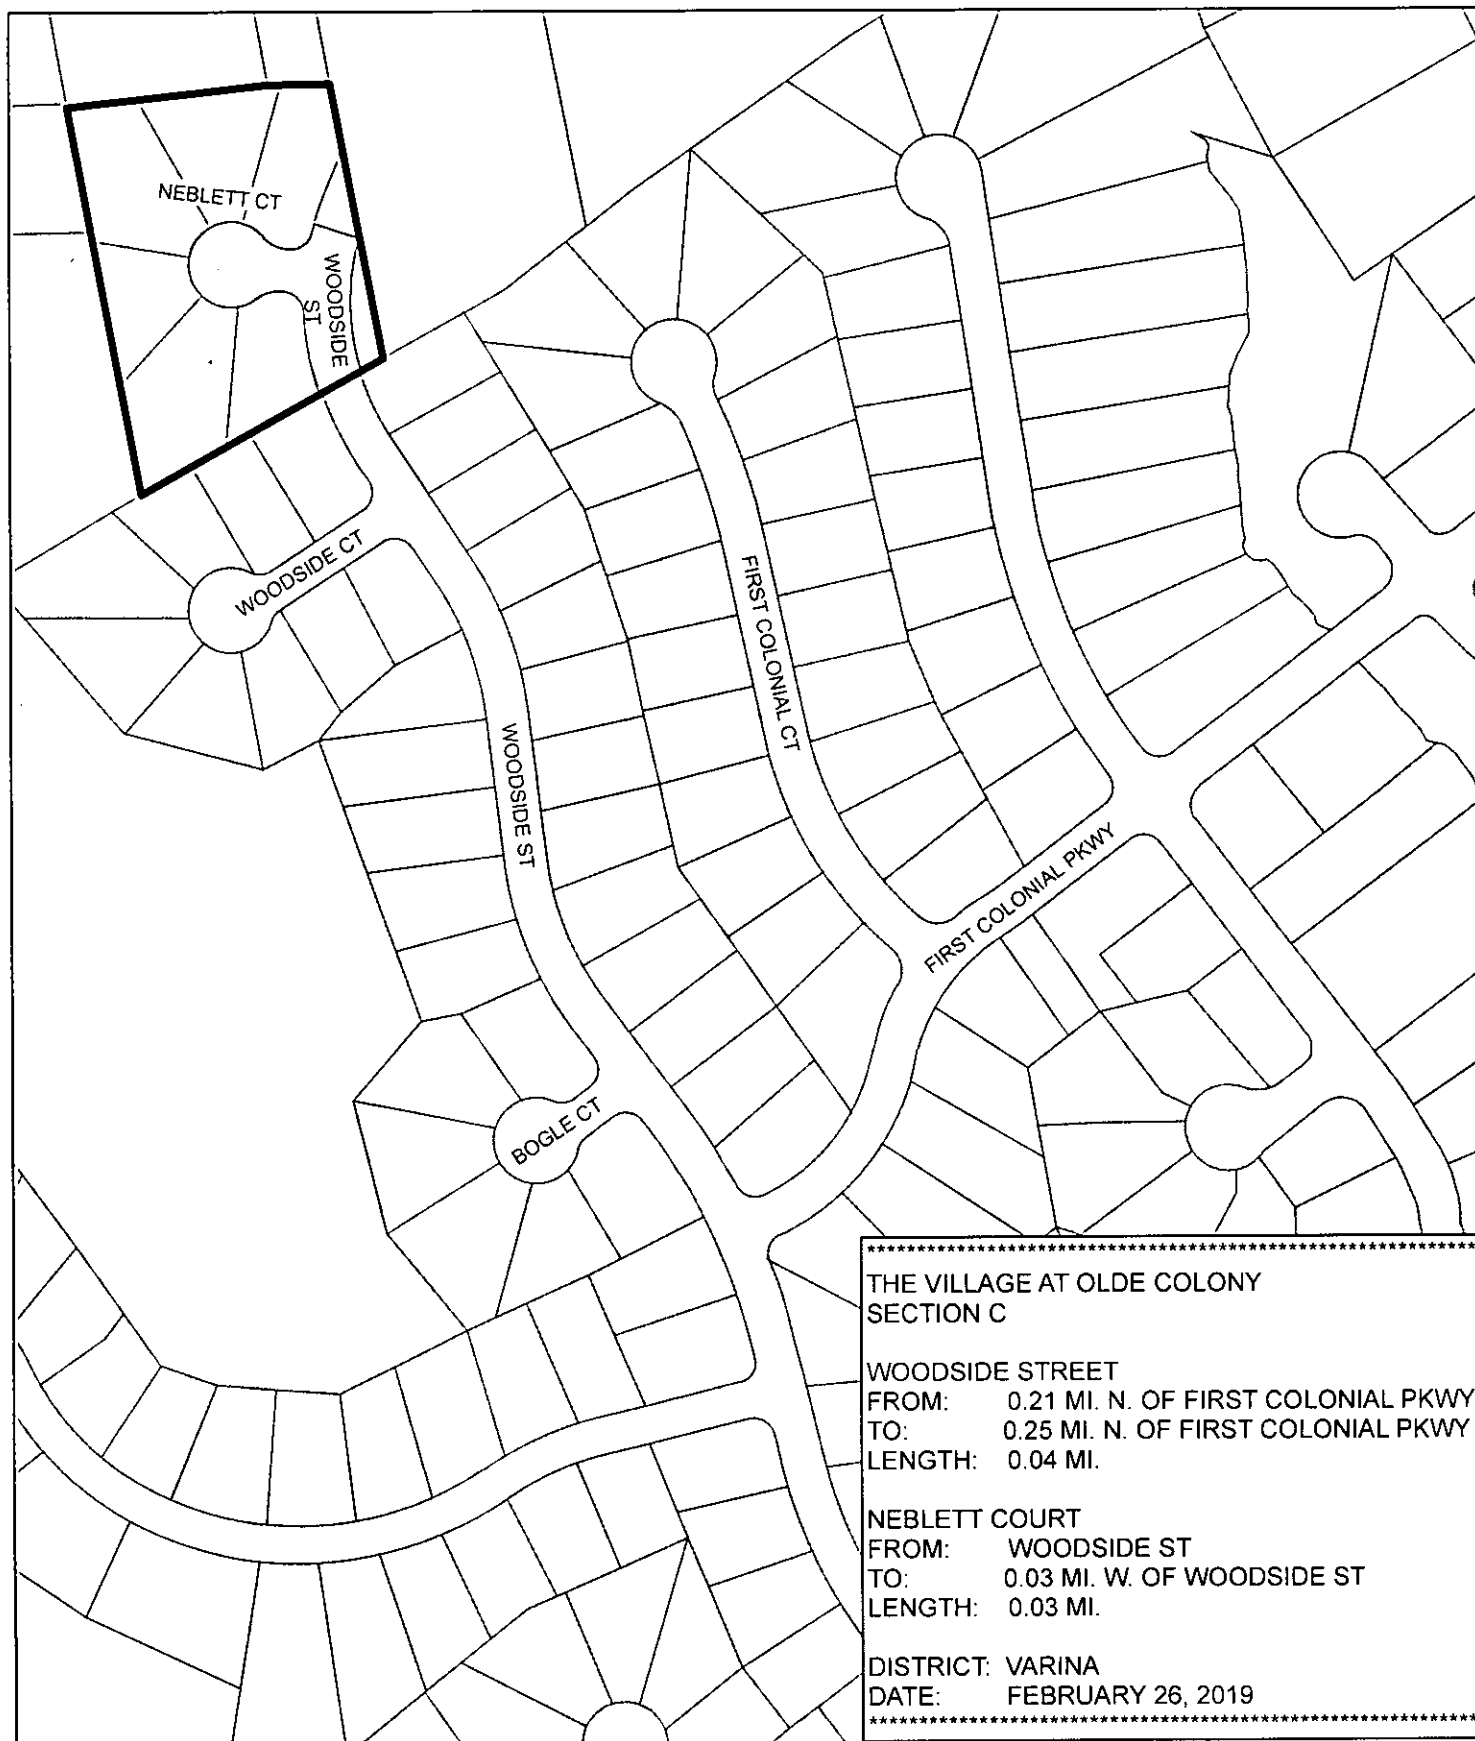 NEBLETT CT
WOODSIDE
ST
WOODSIDE CT
FIRST COLONIAL CT
WOODSIDE ST
FIRST COLONIAL PKWY
BOGLE CT
********************************************************************
THE VILLAGE AT OLDE COLONY
SECTION C
WOODSIDE STREET
FROM: 0.21 MI. N. OF FIRST COLONIAL PKWY
TO: 0.25 MI. N. OF FIRST COLONIAL PKWY
LENGTH: 0.04 MI.
NEBLETT COURT
FROM: WOODSIDE ST
TO: 0.03 MI. W. OF WOODSIDE ST
LENGTH: 0.03 MI.
DISTRICT: VARINA
DATE: FEBRUARY 26, 2019
********************************************************************